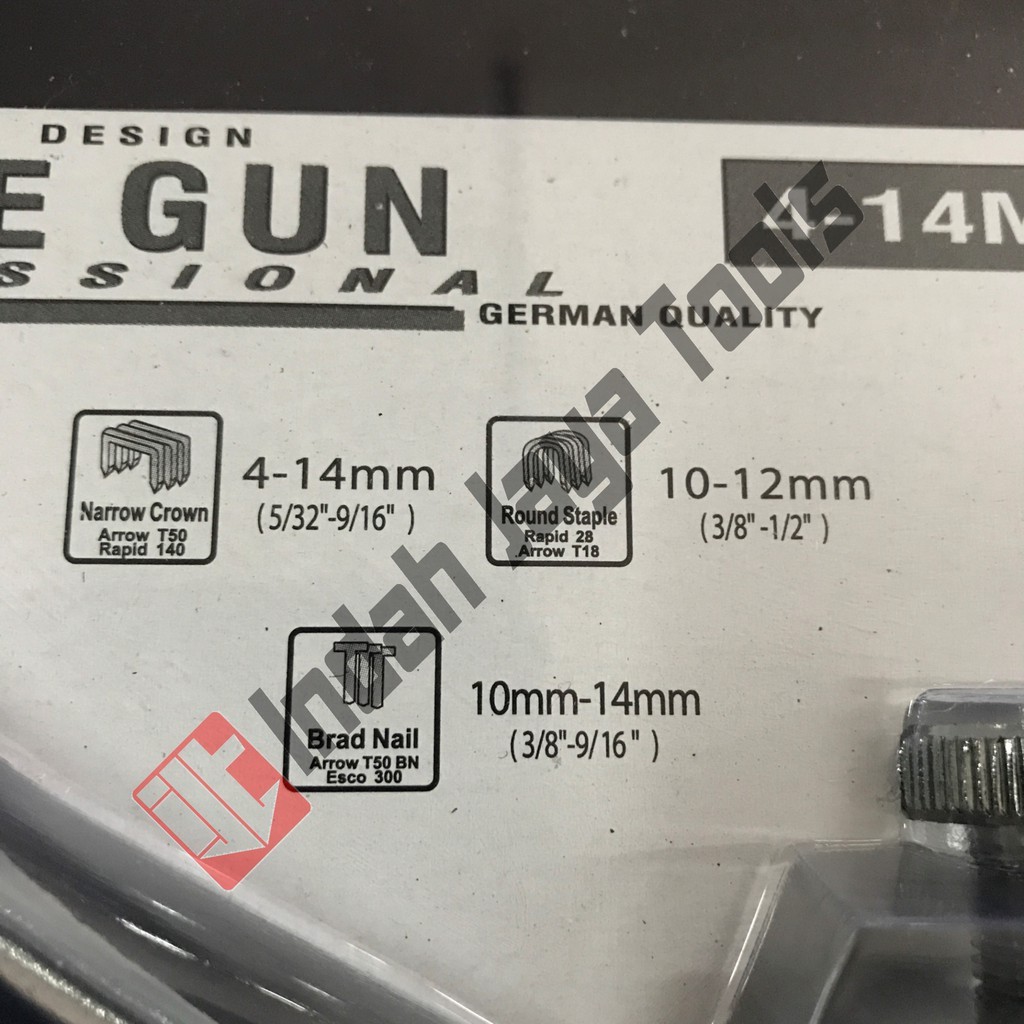 DESIGN
E GUN
SSIONAL
4-14M
GERMAN QUALITY
Narrow Crown
Arrow T50
Rapid 140
4-14mm
(5/32"-9/16" )
Round Staple
Rapid 28
Arrow T18
10-12mm
(3/8"-1/2" )
Brad Nail
Arrow T50 BN
Esco 300
10mm-14mm
(3/8"-9/16" )
Indah Jaya Tools